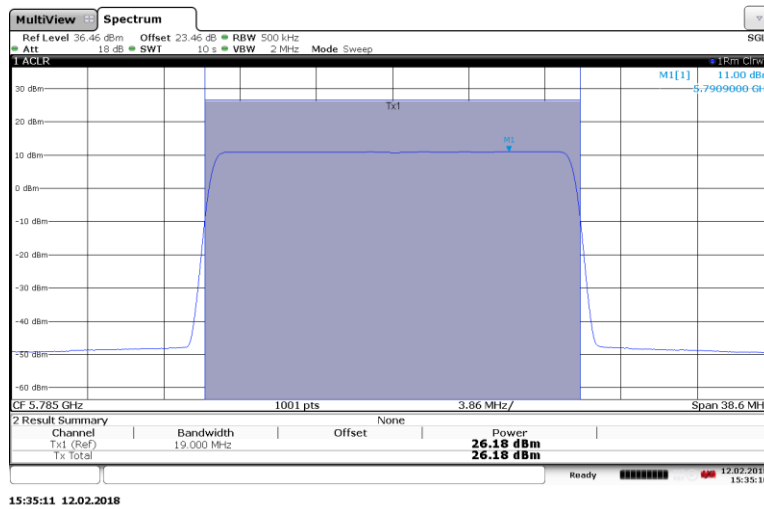 MultiView Spectrum
Ref Level 36.46 dBm Offset 23.46 dB RBW 500 kHz SGL
Att 18 dB SWT 10 s VBW 2 MHz Mode Sweep
1 ACLR 1Rm Clrw
M1[1] 11.00 dBm
5.7909000 GH
30 dBm
Tx1
20 dBm
M1
10 dBm
0 dBm
-10 dBm
-20 dBm
-30 dBm
-40 dBm
-50 dBm
-60 dBm
CF 5.785 GHz 1001 pts 3.86 MHz/ Span 38.6 MH
2 Result Summary None
Channel Bandwidth Offset Power
Tx1 (Ref) 19.000 MHz 26.18 dBm
Tx Total 26.18 dBm
Ready 12.02.2018
15:35:10
15:35:11 12.02.2018